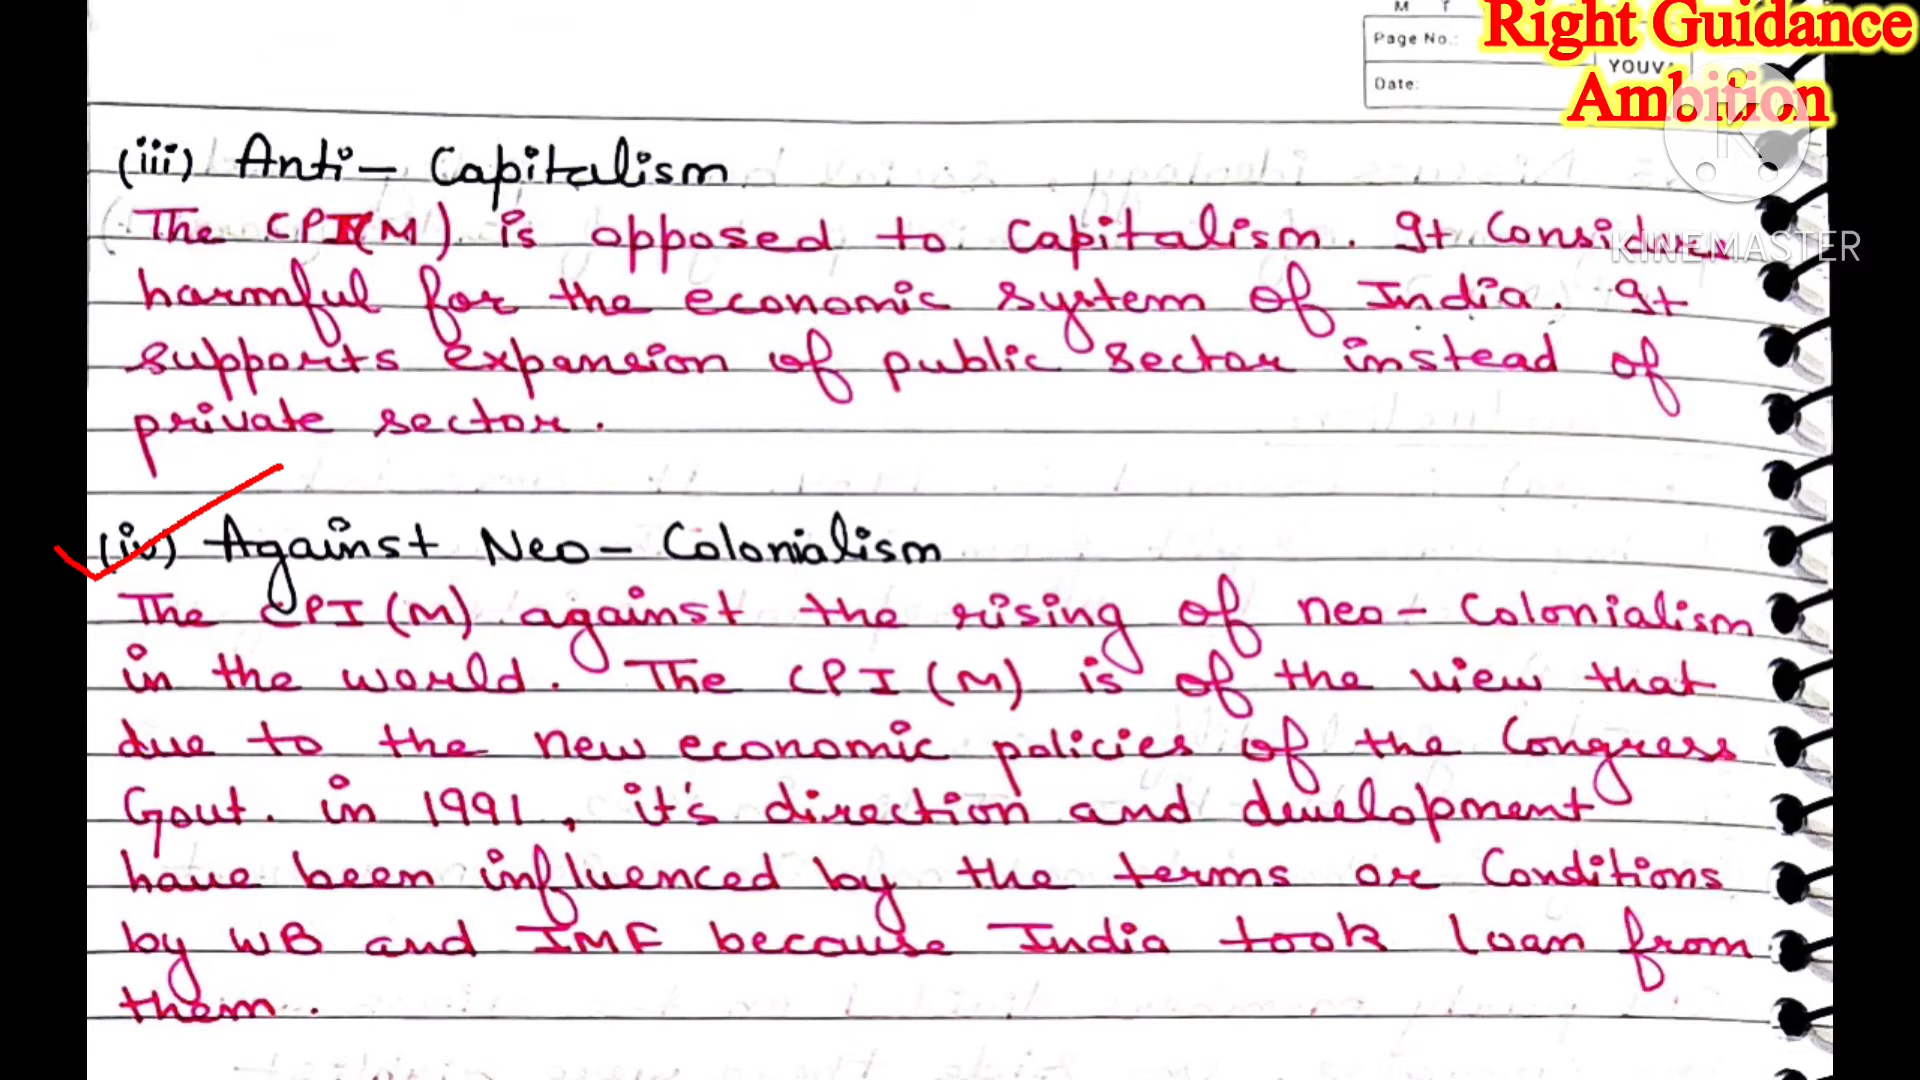 M T
Page No.:
YOUVA
Date:
Right Guidance
Ambition
KINEMASTER
(iii) Anti- Capitalism
The CPI(M) is opposed to Capitalism. It Consider
harmful for the economic system of India. It
supports expansion of public sector instead of
private sector.
(iv) Against Neo-Colonialism
The CPI(M) against the rising of neo-Colonialism
in the world. The CPI(M) is of the view that
due to the new economic policies of the Congress
Govt. in 1991, it's direction and development
have been influenced by the terms or Conditions
by WB and IMF because India took loan from
them.